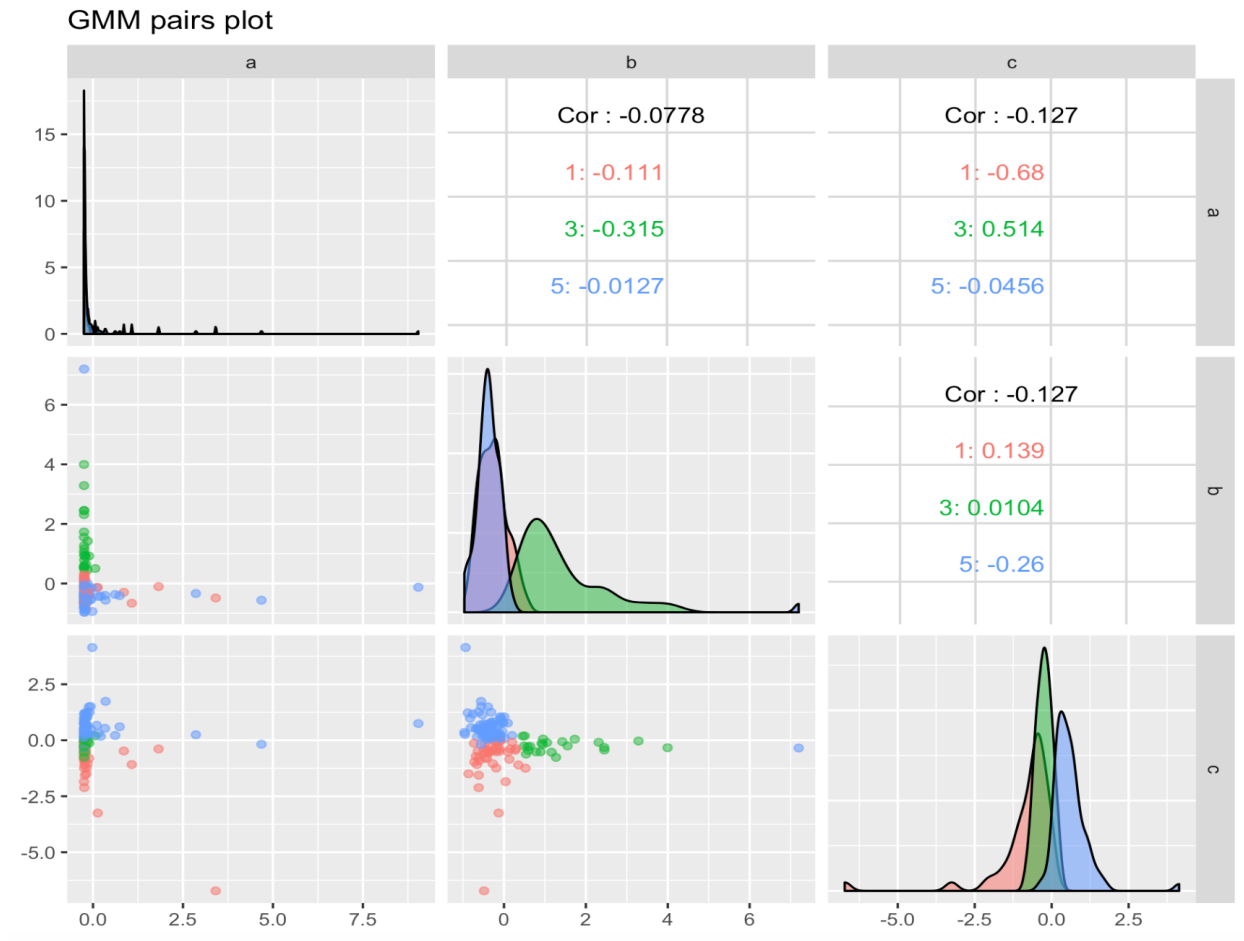 GMM pairs plot
a b c
15
10
5
0
Cor : -0.0778
1: -0.111
3: -0.315
5: -0.0127
Cor : -0.127
1: -0.68
3: 0.514
5: -0.0456
a
6
4
2
0
Cor : -0.127
1: 0.139
3: 0.0104
5: -0.26
b
2.5
0.0
-2.5
-5.0
c
0.0 2.5 5.0 7.5 0 2 4 6 -5.0 -2.5 0.0 2.5